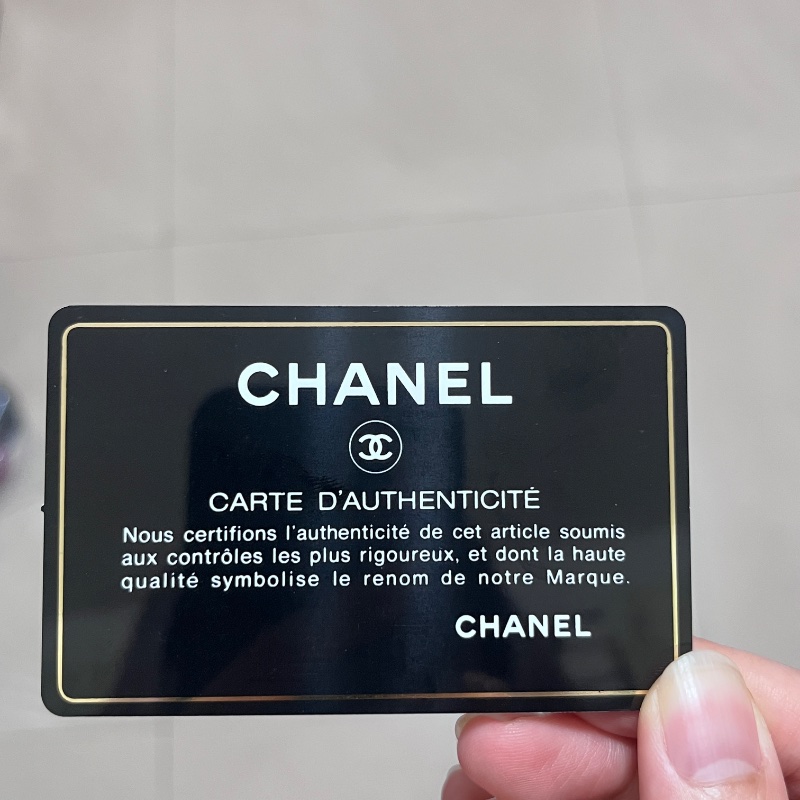 CHANEL
CARTE D'AUTHENTICITÉ
Nous certifions l'authenticité de cet article soumis
aux contrôles les plus rigoureux, et dont la haute
qualité symbolise le renom de notre Marque.
CHANEL